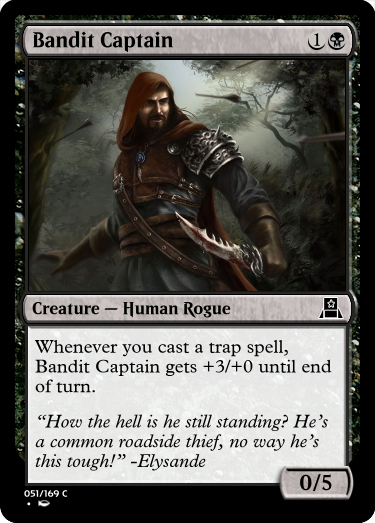 Bandit Captain 1
Creature — Human Rogue
Whenever you cast a trap spell,
Bandit Captain gets +3/+0 until end
of turn.
“How the hell is he still standing? He's
a common roadside thief, no way he's
this tough!” -Elysande
0/5
051/169 C